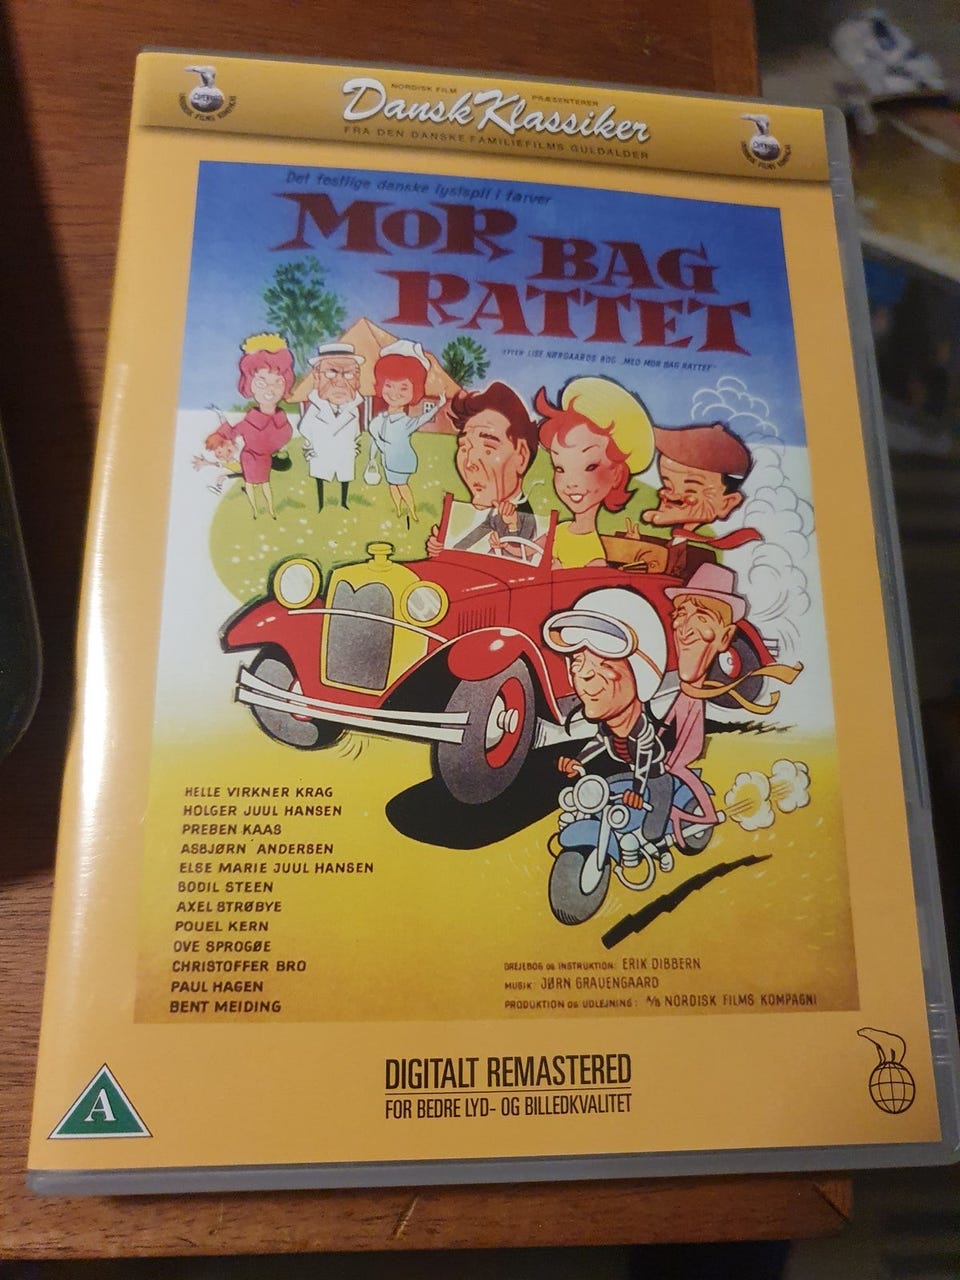 NORDISK FILM PRÆSENTERER
Dansk Klassiker
FRA DEN DANSKE FAMILIEFILMS GULDALDER
Det festlige danske lystspil i farver
MOR BAG
RATTET
EFTER LISE NØRGAARDS BOG "MED MOR BAG RATTET"
HELLE VIRKNER KRAG
HOLGER JUUL HANSEN
PREBEN KAAS
ASBJØRN ANDERSEN
ELSE MARIE JUUL HANSEN
BODIL STEEN
AXEL STRØBYE
POUEL KERN
OVE SPROGØE
CHRISTOFFER BRO
PAUL HAGEN
BENT MEJDING
DREJEBOG OG INSTRUKTION: ERIK DIBBERN
MUSIK: JØRN GRAUENGAARD
PRODUKTION OG UDLEJNING: A/S NORDISK FILMS KOMPAGNI
A
DIGITALT REMASTERED
FOR BEDRE LYD- OG BILLEDKVALITET